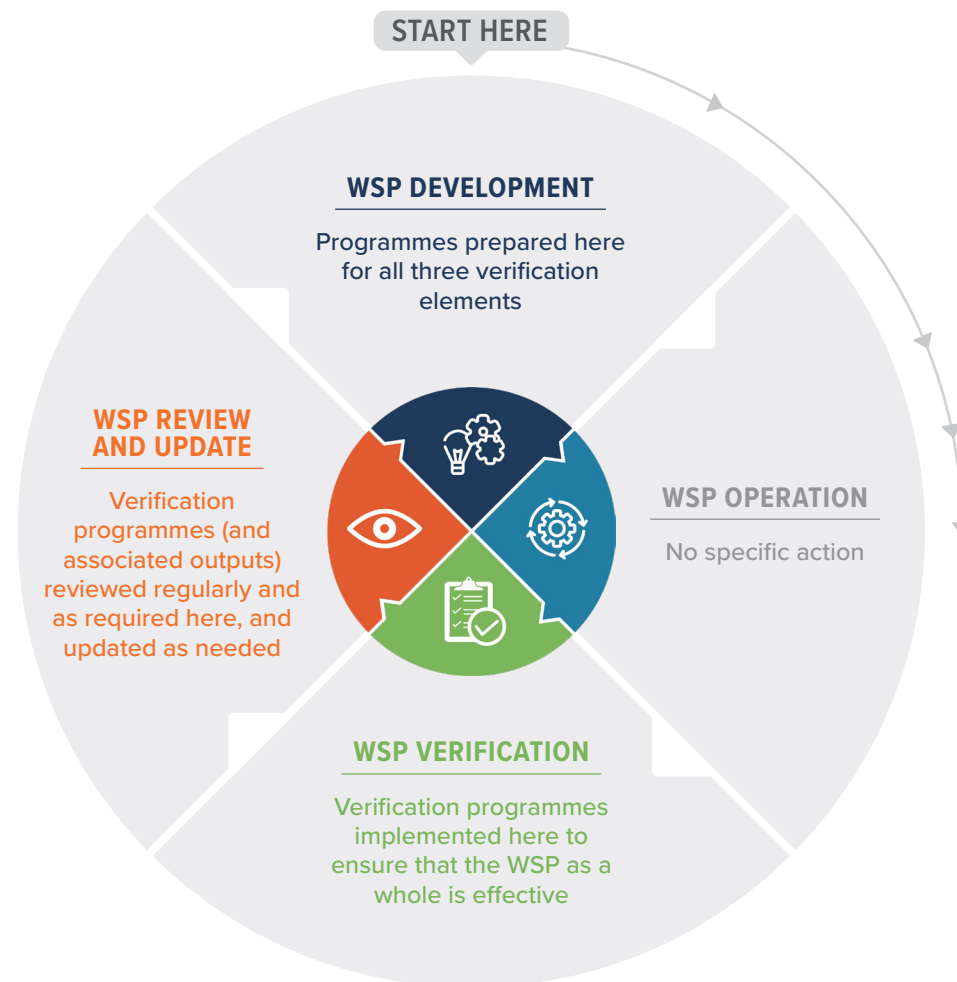 START HERE
WSP DEVELOPMENT
Programmes prepared here
for all three verification
elements
WSP OPERATION
No specific action
WSP VERIFICATION
Verification programmes
implemented here to
ensure that the WSP as a
whole is effective
WSP REVIEW
AND UPDATE
Verification
programmes (and
associated outputs)
reviewed regularly and
as required here, and
updated as needed